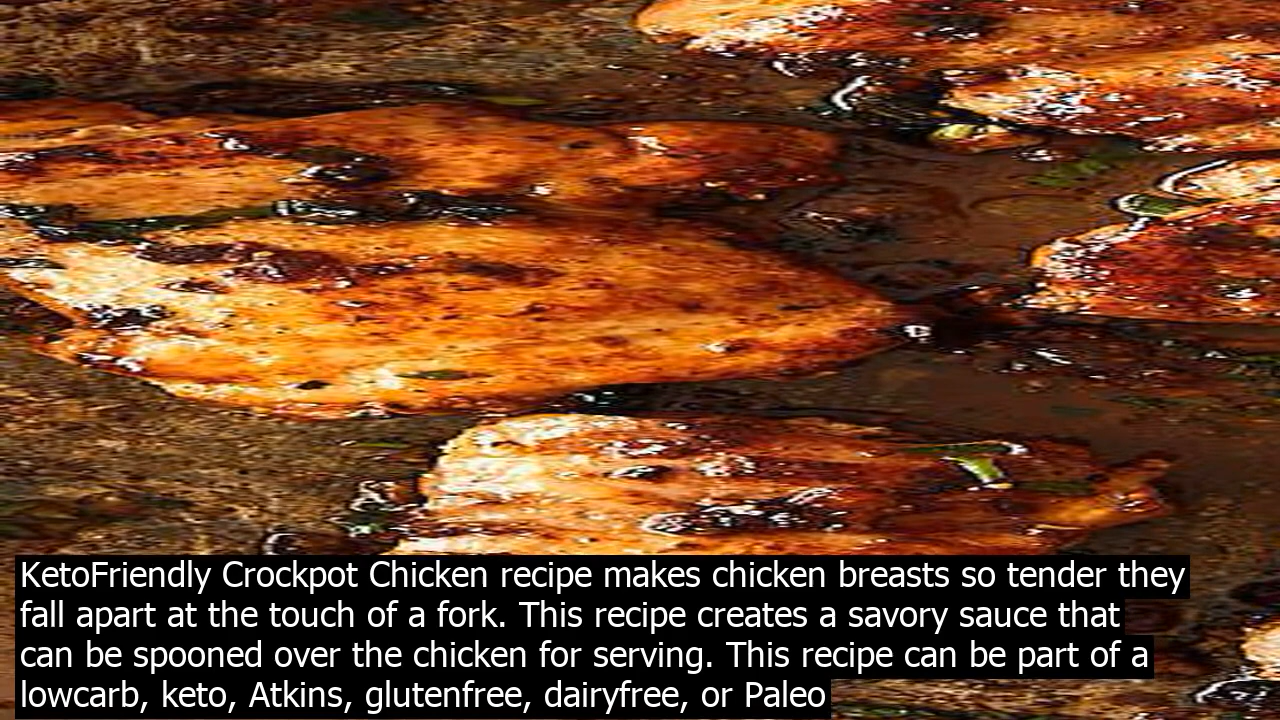 KetoFriendly Crockpot Chicken recipe makes chicken breasts so tender they
fall apart at the touch of a fork. This recipe creates a savory sauce that
can be spooned over the chicken for serving. This recipe can be part of a
lowcarb, keto, Atkins, glutenfree, dairyfree, or Paleo